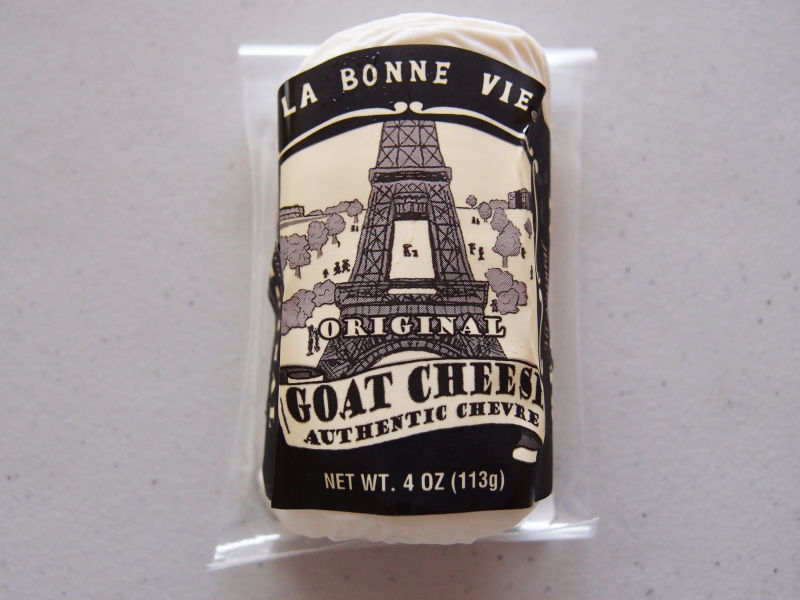 LA BONNE VIE
ORIGINAL
GOAT CHEESE
AUTHENTIC CHEVRE
NET WT. 4 OZ (113g)